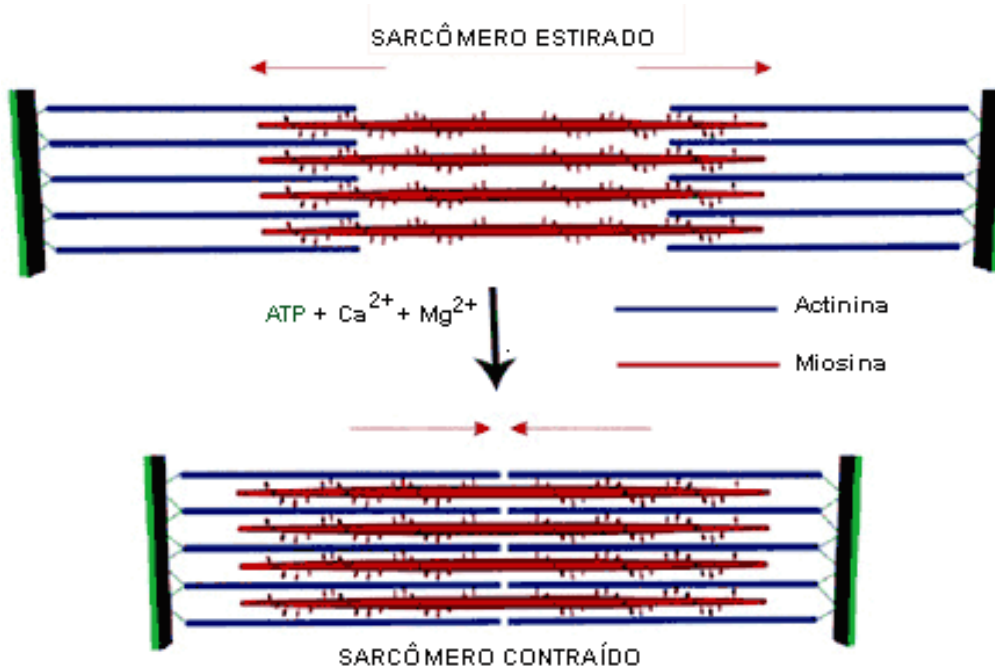 SARCÔMERO ESTIRADO
ATP + Ca2+ + Mg2+
Actinina
Miosina
SARCÔMERO CONTRAÍDO